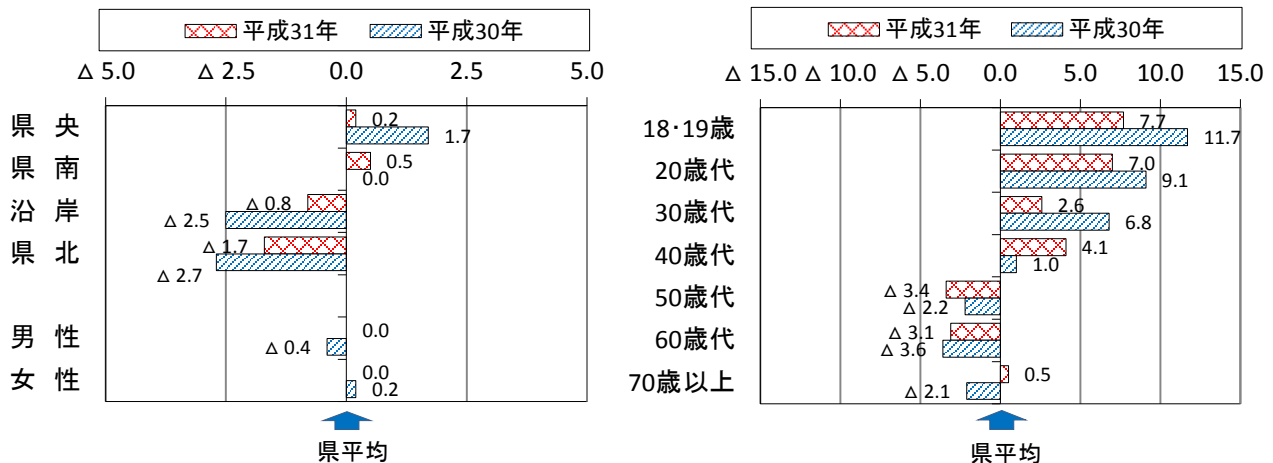 平成31年 平成30年
△ 5.0 △ 2.5 0.0 2.5 5.0
県 央 0.2
1.7
県 南 0.5
0.0
沿 岸 △ 0.8
△ 2.5
県 北 △ 1.7
△ 2.7
男 性 0.0
△ 0.4
女 性 0.0
0.2
県平均
平成31年 平成30年
△ 15.0 △ 10.0 △ 5.0 0.0 5.0 10.0 15.0
18･19歳 7.7
11.7
20歳代 7.0
9.1
30歳代 2.6
6.8
40歳代 4.1
1.0
50歳代 △ 3.4
△ 2.2
60歳代 △ 3.1
△ 3.6
70歳以上 0.5
△ 2.1
県平均